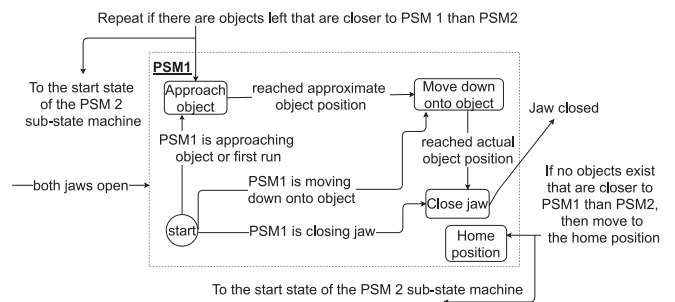 Repeat if there are objects left that are closer to PSM 1 than PSM2
PSM1
To the start state
of the PSM 2
sub-state machine
Approach
object
reached approximate
object position
Move down
onto object
Jaw closed
PSM1 is approaching
object or first run
reached actual
object position
If no objects exist
that are closer to
PSM1 than PSM2,
then move to
the home position
both jaws open
PSM1 is moving
down onto object
Close jaw
start
PSM1 is closing jaw
Home
position
To the start state of the PSM 2 sub-state machine